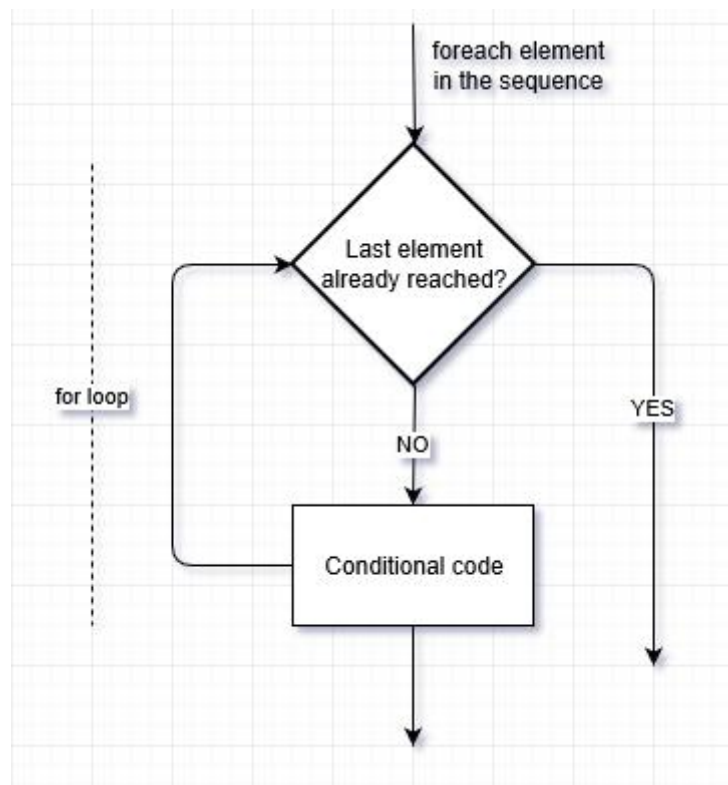 foreach element
in the sequence
Last element
already reached?
for loop
YES
NO
Conditional code